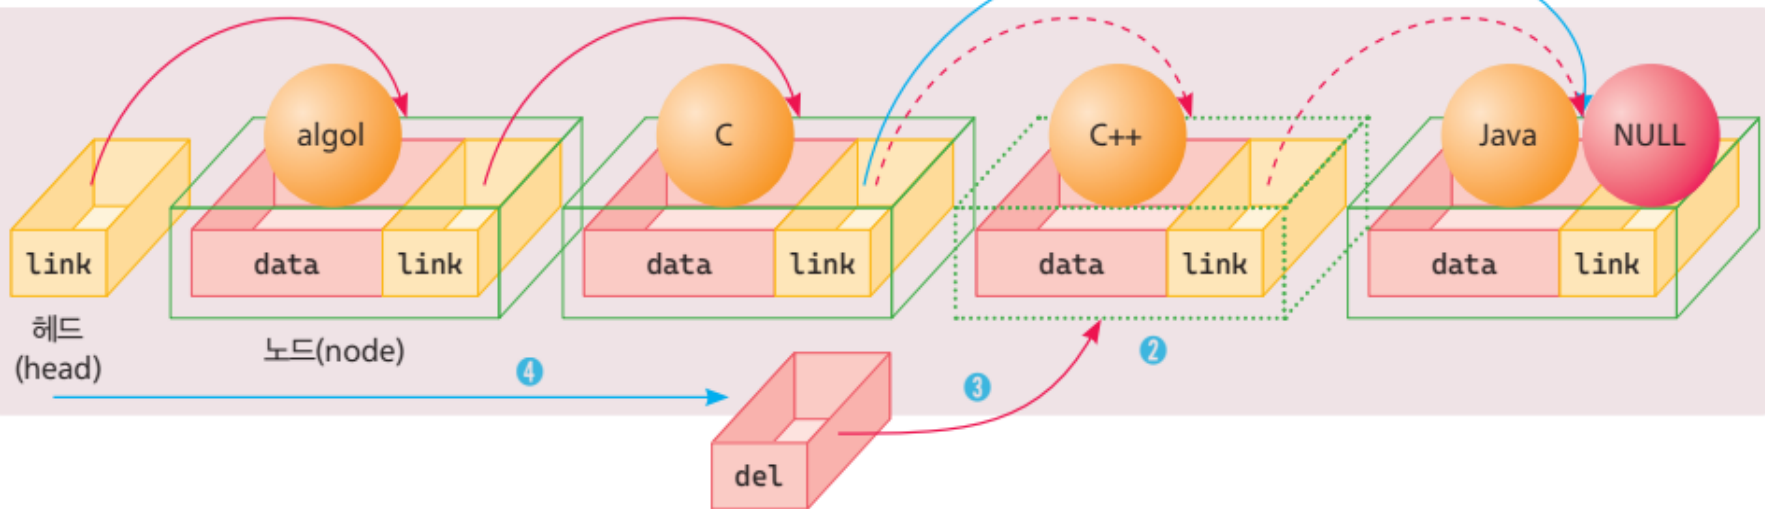 algol
C
C++
Java
NULL
link
data
link
data
link
data
link
data
link
헤드
(head)
노드(node)
4
3
2
del